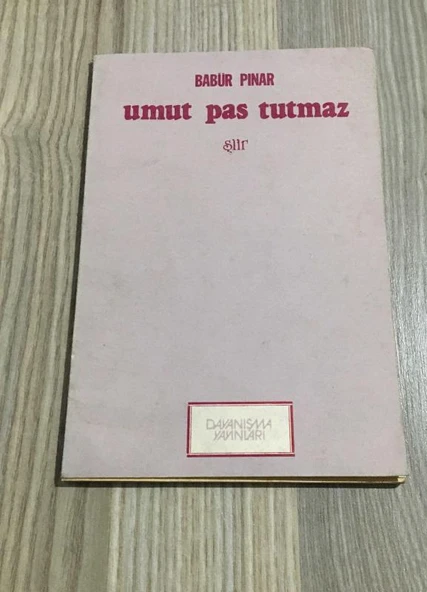 BABÜR PINAR
umut pas tutmaz
şiir
DAYANIŞMA
YAYINLARI